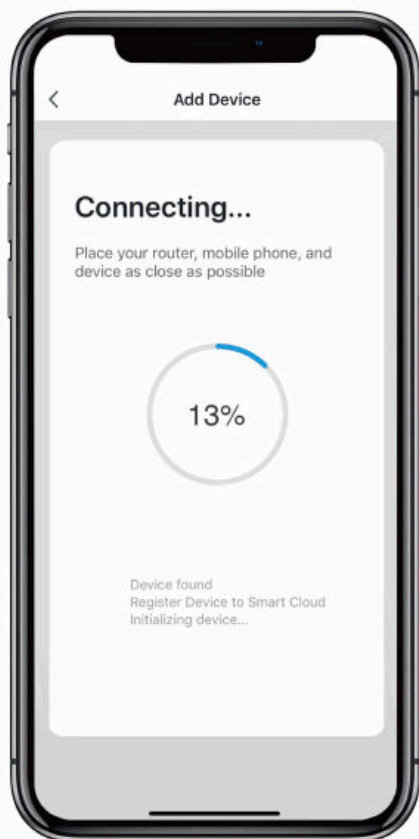 Add Device
Connecting...
Place your router, mobile phone, and
device as close as possible
13%
Device found
Register Device to Smart Cloud
Initializing device...